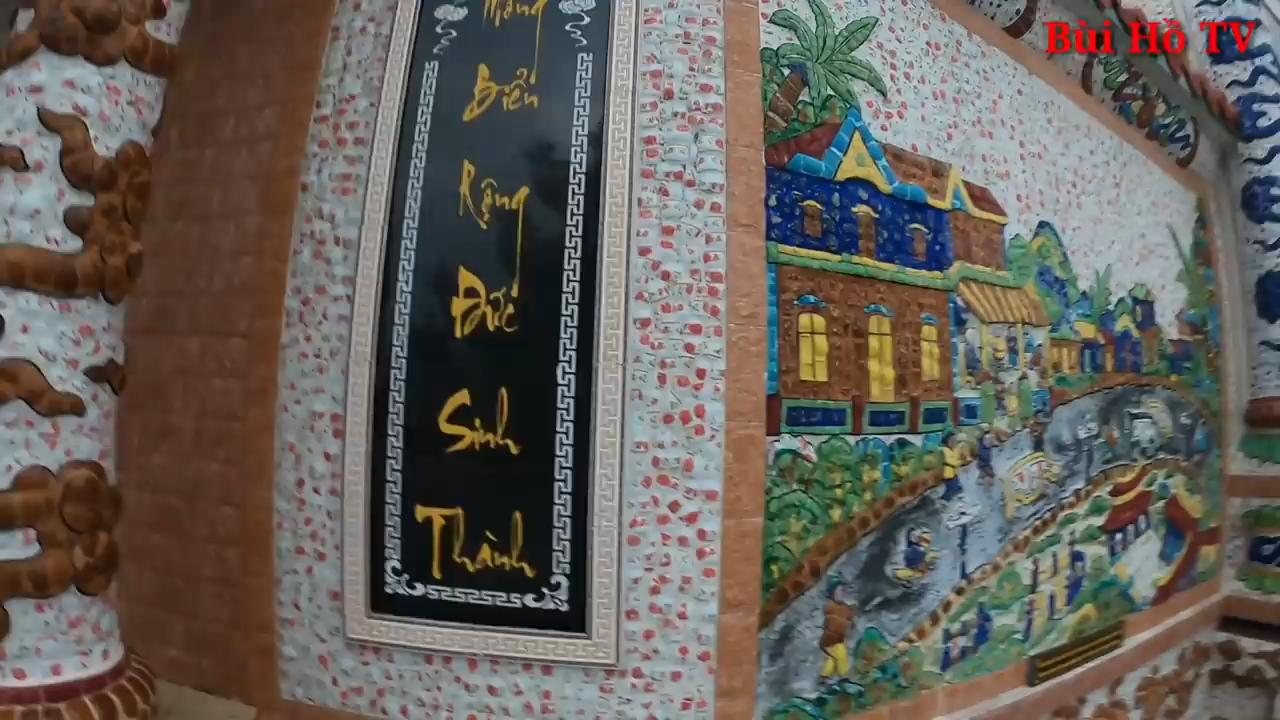 Bùi Hồ TV
Biển
Rộng
Đức
Sinh
Thành